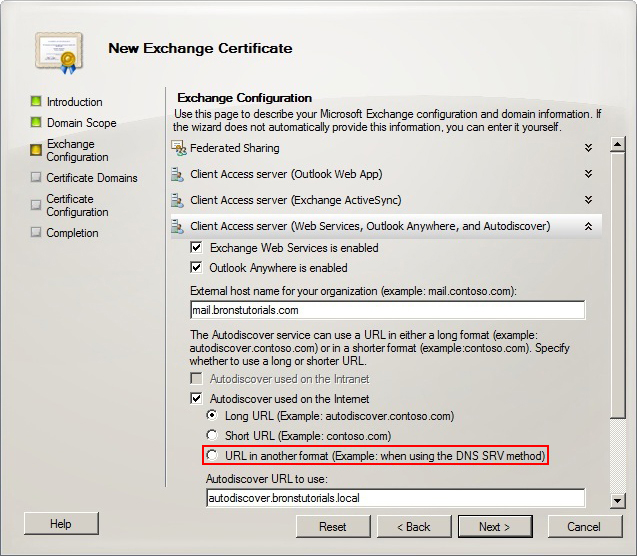 New Exchange Certificate
Introduction
Domain Scope
Exchange
Configuration
Certificate Domains
Certificate
Configuration
Completion
Exchange Configuration
Use this page to describe your Microsoft Exchange configuration and domain information. If
the wizard does not automatically provide this information, you can enter it yourself.
Federated Sharing
Client Access server (Outlook Web App)
Client Access server (Exchange ActiveSync)
Client Access server (Web Services, Outlook Anywhere, and Autodiscover)
Exchange Web Services is enabled
Outlook Anywhere is enabled
External host name for your organization (example: mail.contoso.com):
mail.bronstutorials.com
The Autodiscover service can use a URL in either a long format (example:
autodiscover.contoso.com) or in a shorter format (example:contoso.com). Specify
whether to use a long or shorter URL.
Autodiscover used on the Intranet
Autodiscover used on the Internet
Long URL (Example: autodiscover.contoso.com)
Short URL (Example: contoso.com)
URL in another format (Example: when using the DNS SRV method)
Autodiscover URL to use:
autodiscover.bronstutorials.local
Help
Reset
< Back
Next >
Cancel